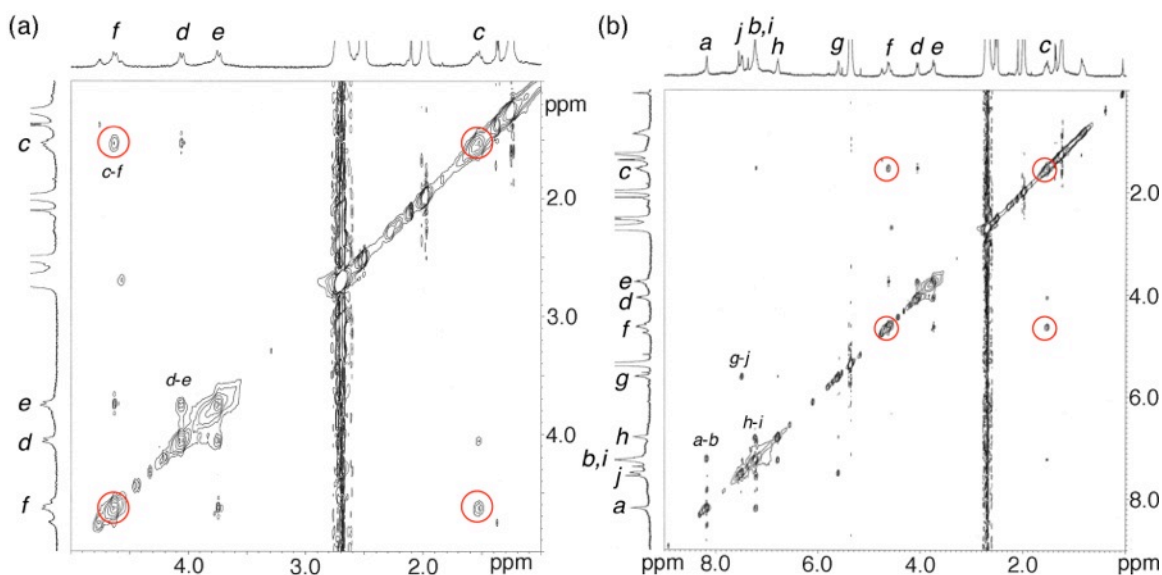 (a)
f d e c
ppm
c
c-f
2.0
3.0
e
d-e
d
4.0
f
4.0 3.0 2.0 ppm
(b)
a j b,i h g f d e c
ppm
c
2.0
e
d
4.0
f
g-j
g
6.0
h-i
h
a-b
b,i
j
8.0
a
8.0 6.0 4.0 2.0 ppm